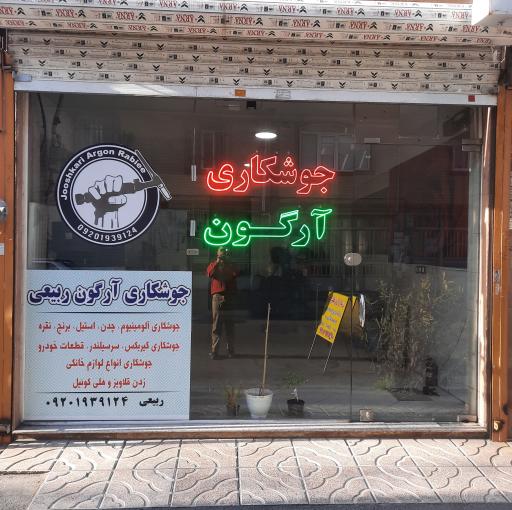 Jooshkari Argon Rabiee
09201939124
جوشکاری
آرگون
جوشکاری آرگون ربیعی
جوشکاری آلومینیوم، چدن، استیل، برنج، نقره
جوشکاری گیربکس، سرسیلندر، قطعات خودرو
جوشکاری انواع لوازم خانگی
زدن قلاویز و هلی کوییل
ربیعی ۰۹۲۰۱۹۳۹۱۲۴